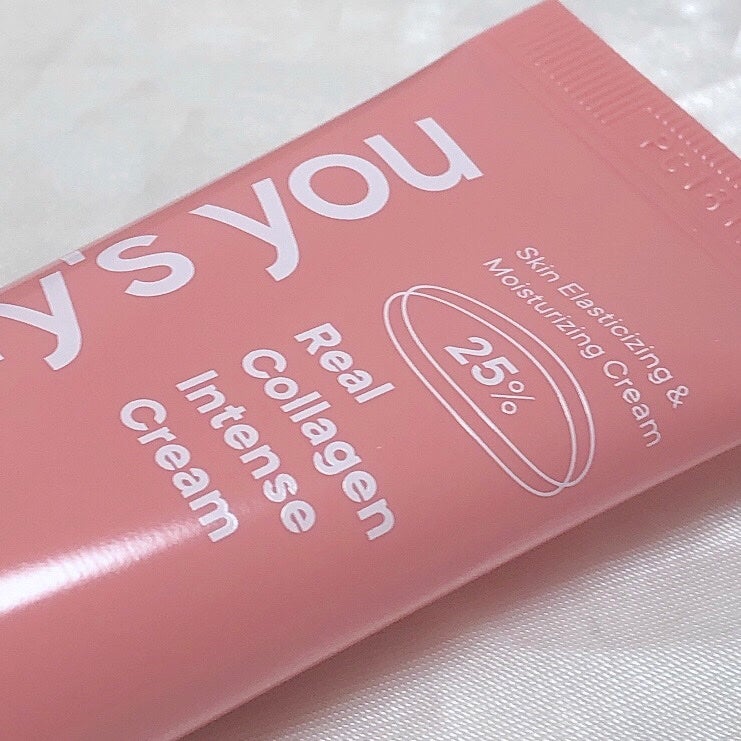 y's you
Real
Collagen
Intense
Cream
25%
Skin Elasticizing &
Moisturizing Cream